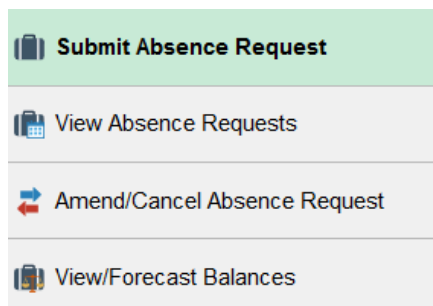 Submit Absence Request
View Absence Requests
Amend/Cancel Absence Request
View/Forecast Balances